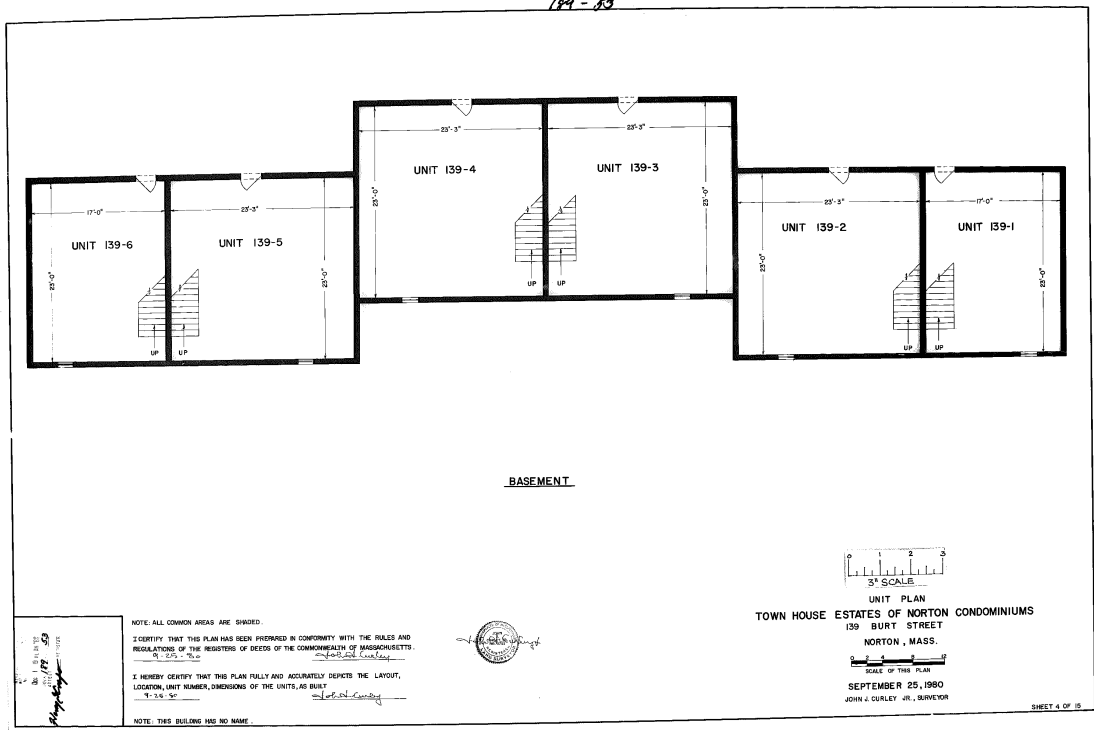 189 - 53
23'-3"
23'-3"
UNIT 139-4
UNIT 139-3
23'-0"
23'-0"
UP
UP
17'-0"
23'-3"
UNIT 139-6
UNIT 139-5
23'-0"
23'-0"
UP
UP
23'-3"
17'-0"
UNIT 139-2
UNIT 139-1
23'-0"
23'-0"
UP
UP
BASEMENT
0 1 2 3
3" SCALE
UNIT PLAN
TOWN HOUSE ESTATES OF NORTON CONDOMINIUMS
139 BURT STREET
NORTON, MASS.
0 2 4 8 12
SCALE OF THIS PLAN
SEPTEMBER 25, 1980
JOHN J. CURLEY JR., SURVEYOR
SHEET 4 OF 15
NOTE: ALL COMMON AREAS ARE SHADED.
I CERTIFY THAT THIS PLAN HAS BEEN PREPARED IN CONFORMITY WITH THE RULES AND
REGULATIONS OF THE REGISTERS OF DEEDS OF THE COMMONWEALTH OF MASSACHUSETTS.
9-25-80
I HEREBY CERTIFY THAT THIS PLAN FULLY AND ACCURATELY DEPICTS THE LAYOUT,
LOCATION, UNIT NUMBER, DIMENSIONS OF THE UNITS, AS BUILT
NOTE: THIS BUILDING HAS NO NAME.
189 53